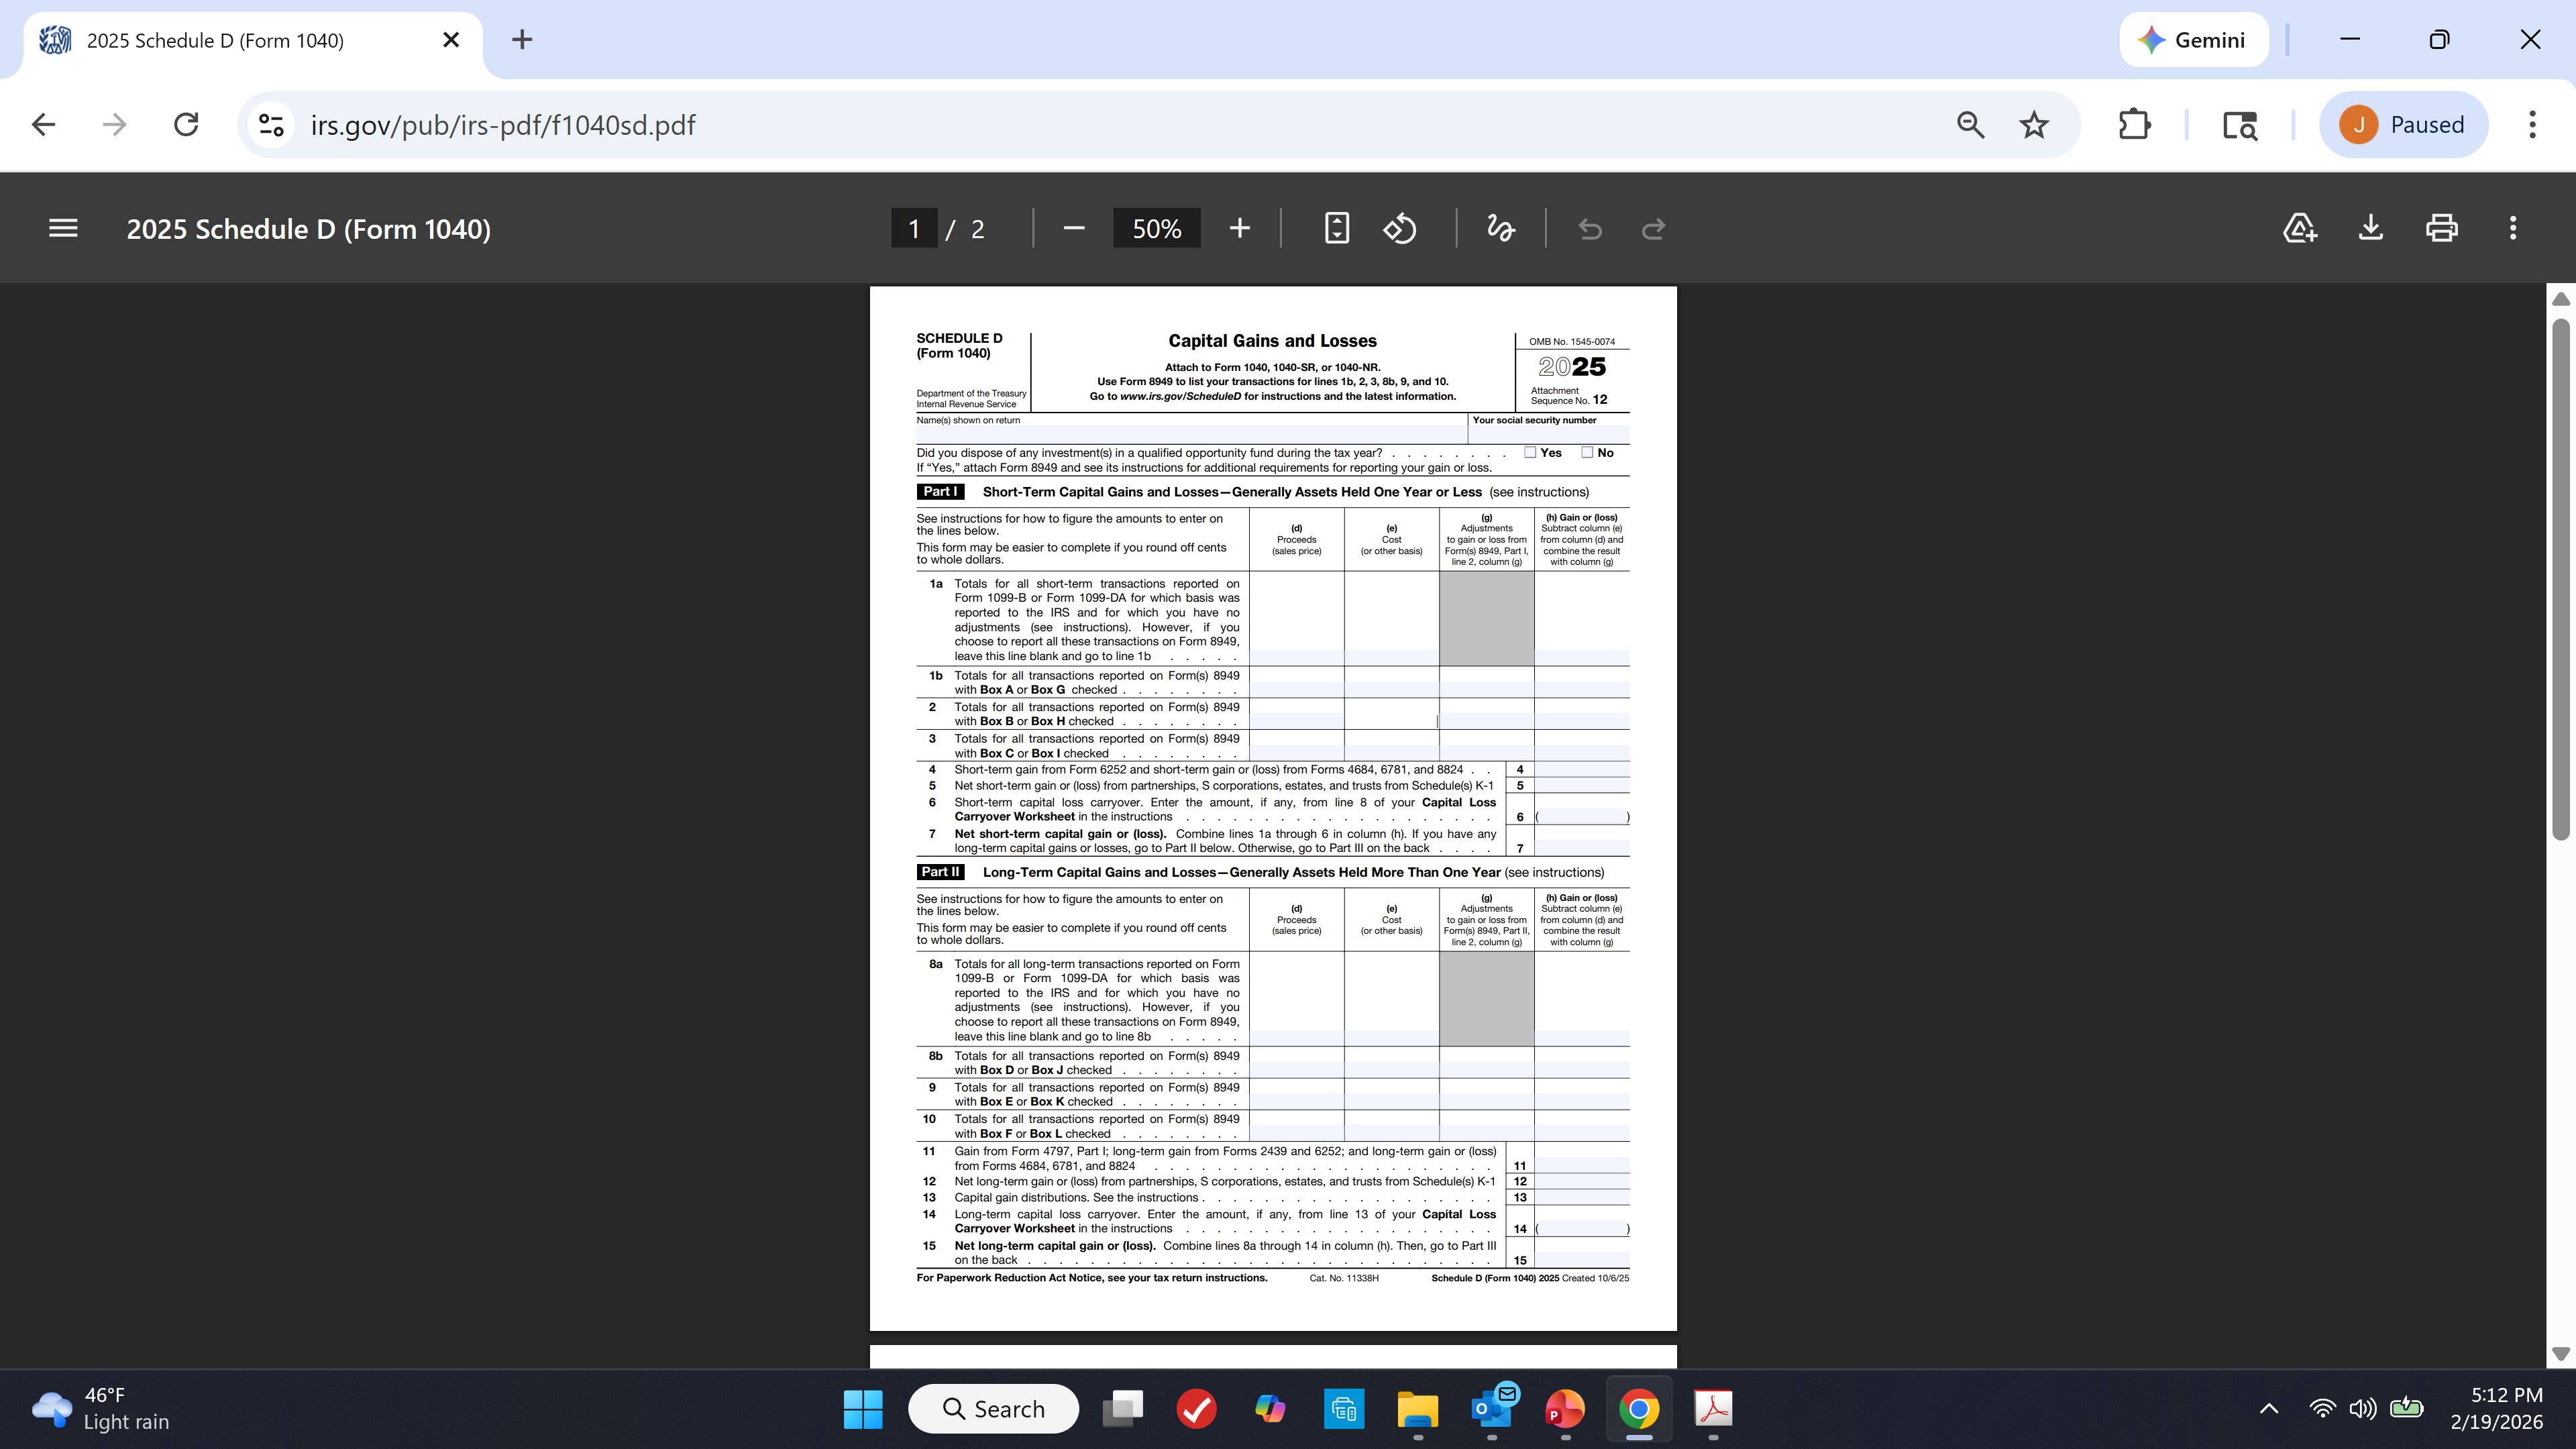 2025 Schedule D (Form 1040)
Gemini
irs.gov/pub/irs-pdf/f1040sd.pdf
J
Paused
2025 Schedule D (Form 1040)
1 / 2
50%
SCHEDULE D
(Form 1040)
Department of the Treasury
Internal Revenue Service
Capital Gains and Losses
Attach to Form 1040, 1040-SR, or 1040-NR.
Use Form 8949 to list your transactions for lines 1b, 2, 3, 8b, 9, and 10.
Go to www.irs.gov/ScheduleD for instructions and the latest information.
OMB No. 1545-0074
2025
Attachment
Sequence No. 12
Name(s) shown on return
Your social security number
Did you dispose of any investment(s) in a qualified opportunity fund during the tax year? . . . . . . . . Yes No
If “Yes,” attach Form 8949 and see its instructions for additional requirements for reporting your gain or loss.
Part I Short-Term Capital Gains and Losses—Generally Assets Held One Year or Less (see instructions)
See instructions for how to figure the amounts to enter on
the lines below.
This form may be easier to complete if you round off cents
to whole dollars.
(d)
Proceeds
(sales price)
(e)
Cost
(or other basis)
(g)
Adjustments
to gain or loss from
Form(s) 8949, Part I,
line 2, column (g)
(h) Gain or (loss)
Subtract column (e)
from column (d) and
combine the result
with column (g)
1a Totals for all short-term transactions reported on
Form 1099-B or Form 1099-DA for which basis was
reported to the IRS and for which you have no
adjustments (see instructions). However, if you
choose to report all these transactions on Form 8949,
leave this line blank and go to line 1b . . . . .
1b Totals for all transactions reported on Form(s) 8949
with Box A or Box G checked . . . . . . . .
2 Totals for all transactions reported on Form(s) 8949
with Box B or Box H checked . . . . . . . .
3 Totals for all transactions reported on Form(s) 8949
with Box C or Box I checked . . . . . . . .
4 Short-term gain from Form 6252 and short-term gain or (loss) from Forms 4684, 6781, and 8824 . . 4
5 Net short-term gain or (loss) from partnerships, S corporations, estates, and trusts from Schedule(s) K-1 5
6 Short-term capital loss carryover. Enter the amount, if any, from line 8 of your Capital Loss
Carryover Worksheet in the instructions . . . . . . . . . . . . . . . . . . 6 ( )
7 Net short-term capital gain or (loss). Combine lines 1a through 6 in column (h). If you have any
long-term capital gains or losses, go to Part II below. Otherwise, go to Part III on the back . . . . 7
Part II Long-Term Capital Gains and Losses—Generally Assets Held More Than One Year (see instructions)
See instructions for how to figure the amounts to enter on
the lines below.
This form may be easier to complete if you round off cents
to whole dollars.
(d)
Proceeds
(sales price)
(e)
Cost
(or other basis)
(g)
Adjustments
to gain or loss from
Form(s) 8949, Part II,
line 2, column (g)
(h) Gain or (loss)
Subtract column (e)
from column (d) and
combine the result
with column (g)
8a Totals for all long-term transactions reported on Form
1099-B or Form 1099-DA for which basis was
reported to the IRS and for which you have no
adjustments (see instructions). However, if you
choose to report all these transactions on Form 8949,
leave this line blank and go to line 8b . . . . .
8b Totals for all transactions reported on Form(s) 8949
with Box D or Box J checked . . . . . . . .
9 Totals for all transactions reported on Form(s) 8949
with Box E or Box K checked . . . . . . . .
10 Totals for all transactions reported on Form(s) 8949
with Box F or Box L checked . . . . . . . .
11 Gain from Form 4797, Part I; long-term gain from Forms 2439 and 6252; and long-term gain or (loss)
from Forms 4684, 6781, and 8824 . . . . . . . . . . . . . . . . . . . . 11
12 Net long-term gain or (loss) from partnerships, S corporations, estates, and trusts from Schedule(s) K-1 12
13 Capital gain distributions. See the instructions . . . . . . . . . . . . . . . . . 13
14 Long-term capital loss carryover. Enter the amount, if any, from line 13 of your Capital Loss
Carryover Worksheet in the instructions . . . . . . . . . . . . . . . . . . 14 ( )
15 Net long-term capital gain or (loss). Combine lines 8a through 14 in column (h). Then, go to Part III
on the back . . . . . . . . . . . . . . . . . . . . . . . . . . . 15
For Paperwork Reduction Act Notice, see your tax return instructions. Cat. No. 11338H Schedule D (Form 1040) 2025 Created 10/6/25
46°F
Light rain
Search
5:12 PM
2/19/2026